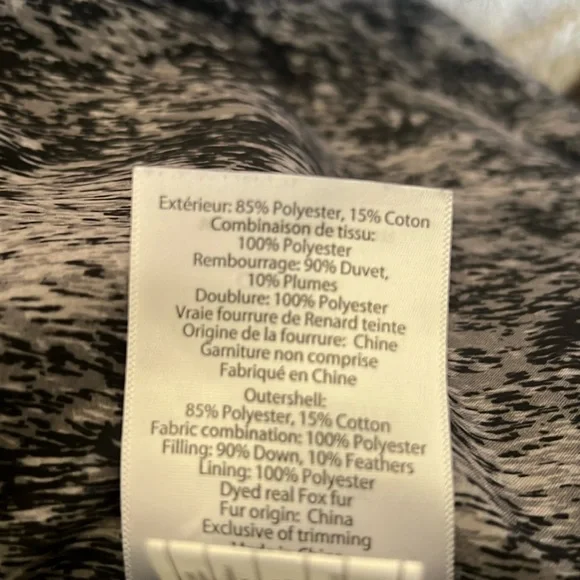 Extérieur: 85% Polyester, 15% Coton
Combinaison de tissu:
100% Polyester
Rembourrage: 90% Duvet,
10% Plumes
Doublure: 100% Polyester
Vraie fourrure de Renard teinte
Origine de la fourrure: Chine
Garniture non comprise
Fabriqué en Chine
Outershell:
85% Polyester, 15% Cotton
Fabric combination: 100% Polyester
Filling: 90% Down, 10% Feathers
Lining: 100% Polyester
Dyed real Fox fur
Fur origin: China
Exclusive of trimming